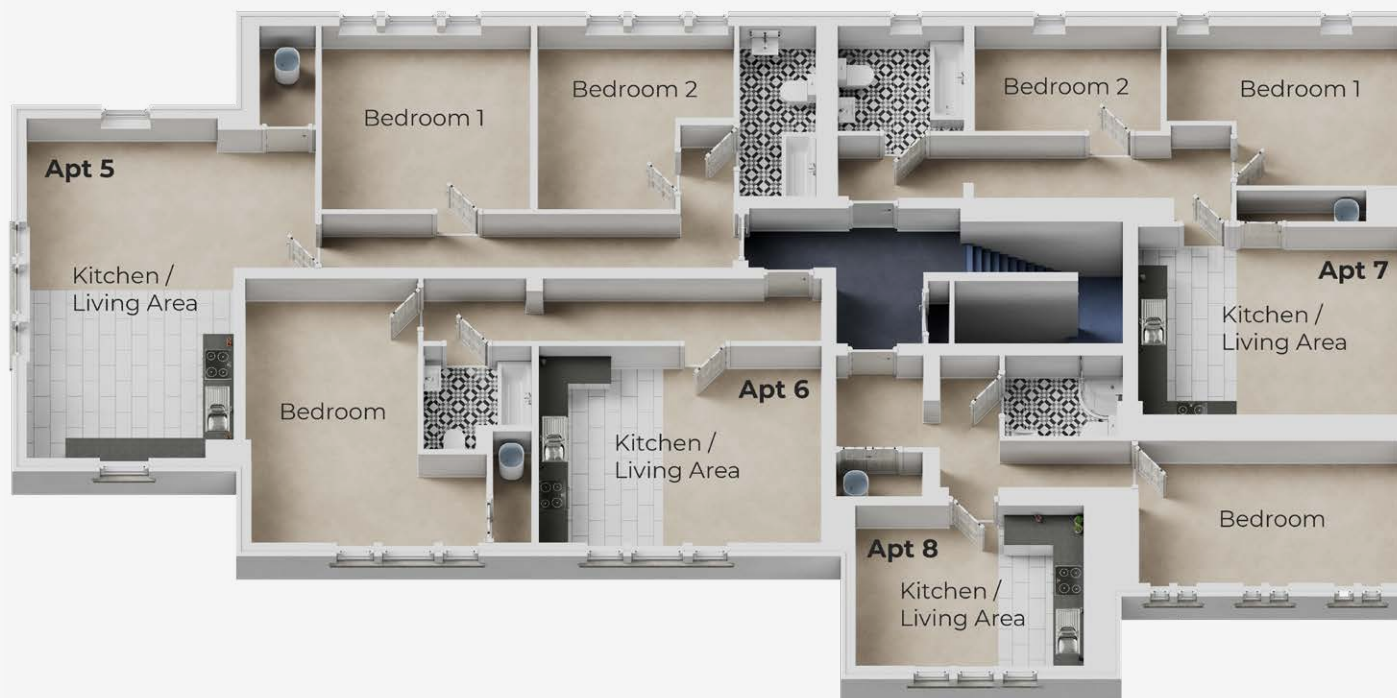 Bedroom 1
Bedroom 2
Bedroom 2
Bedroom 1
Apt 5
Kitchen /
Living Area
Apt 7
Kitchen /
Living Area
Bedroom
Apt 6
Kitchen /
Living Area
Bedroom
Apt 8
Kitchen /
Living Area